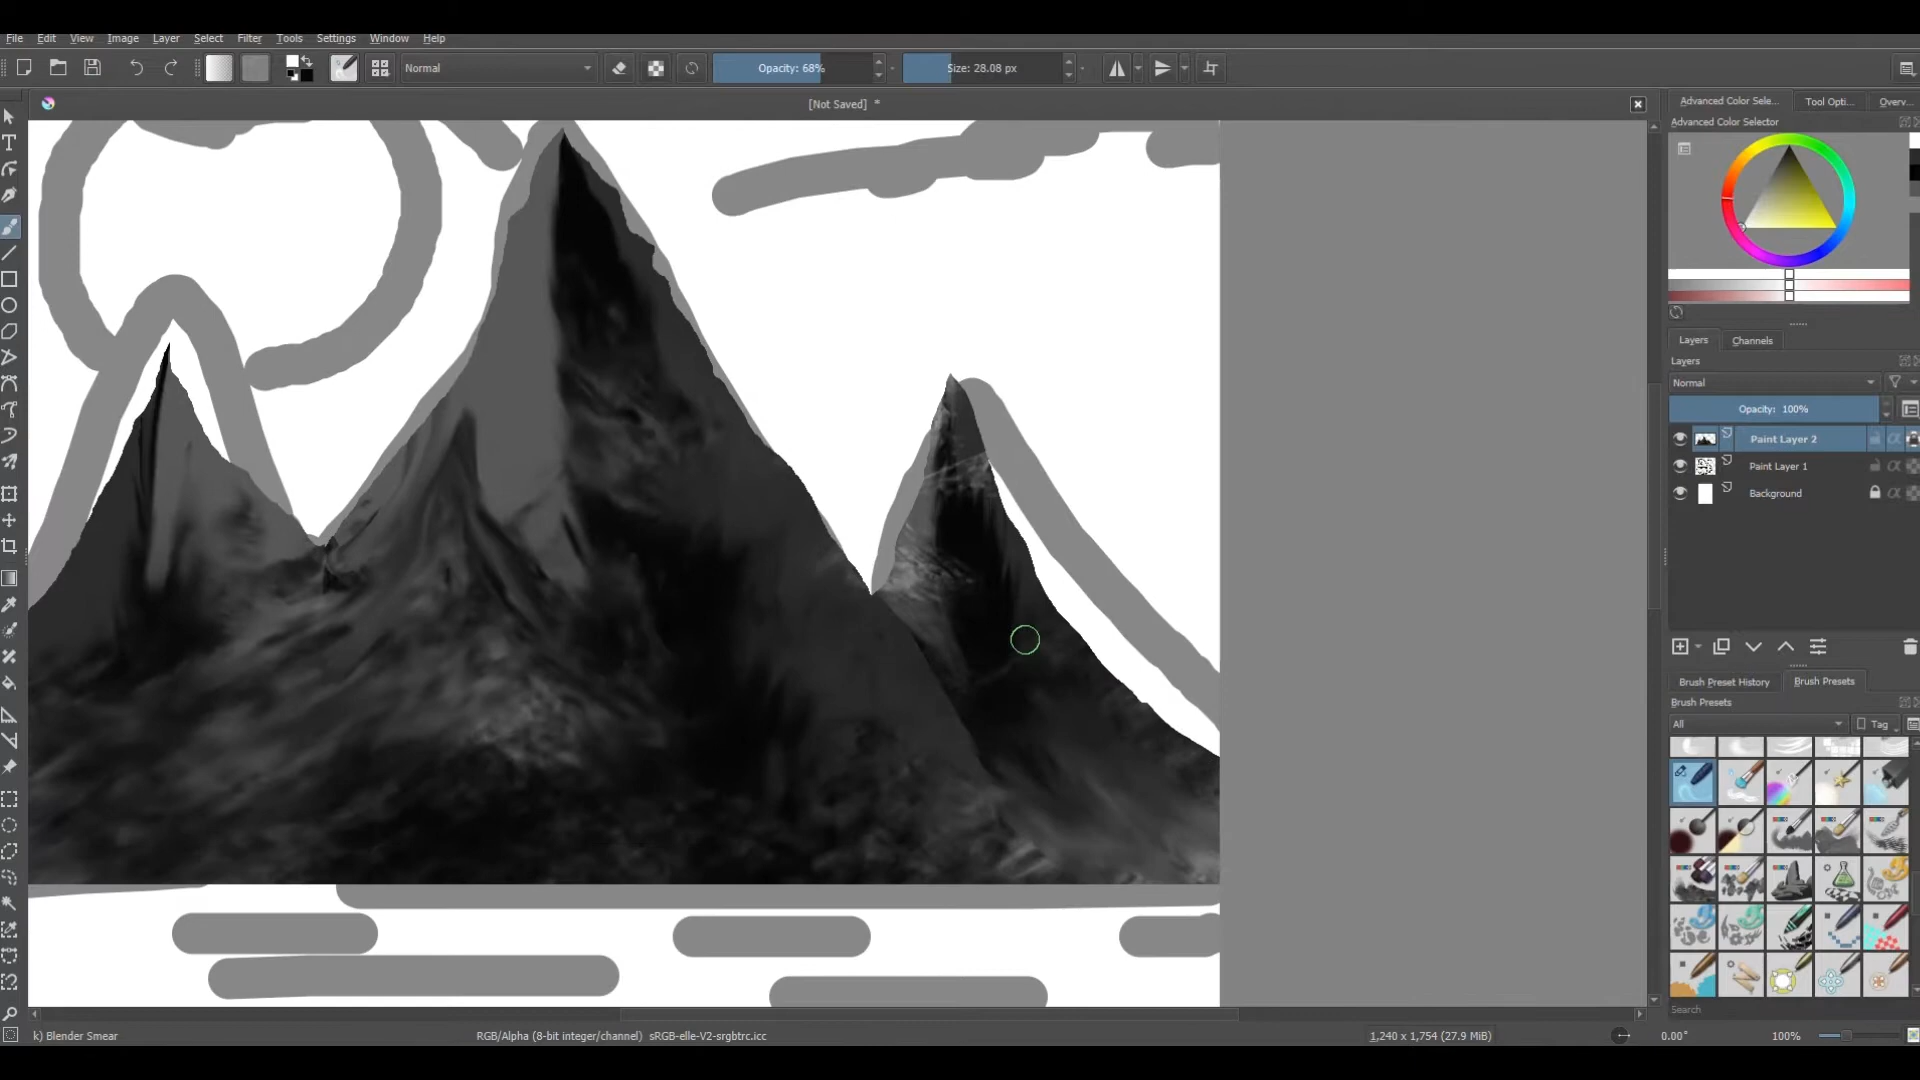 File Edit View Image Layer Select Filter Tools Settings Window Help
Normal Opacity: 68% Size: 28.08 px
[Not Saved] *
Advanced Color Sele... Tool Opti... Overv...
Advanced Color Selector
Layers Channels
Layers
Normal
Opacity: 100%
Paint Layer 2
Paint Layer 1
Background
Brush Preset History Brush Presets
Brush Presets
All Tag
Search
k) Blender Smear RGB/Alpha (8-bit integer/channel) sRGB-elle-V2-srgbtrc.icc 1,240 x 1,754 (27.9 MiB) 0.00° 100%